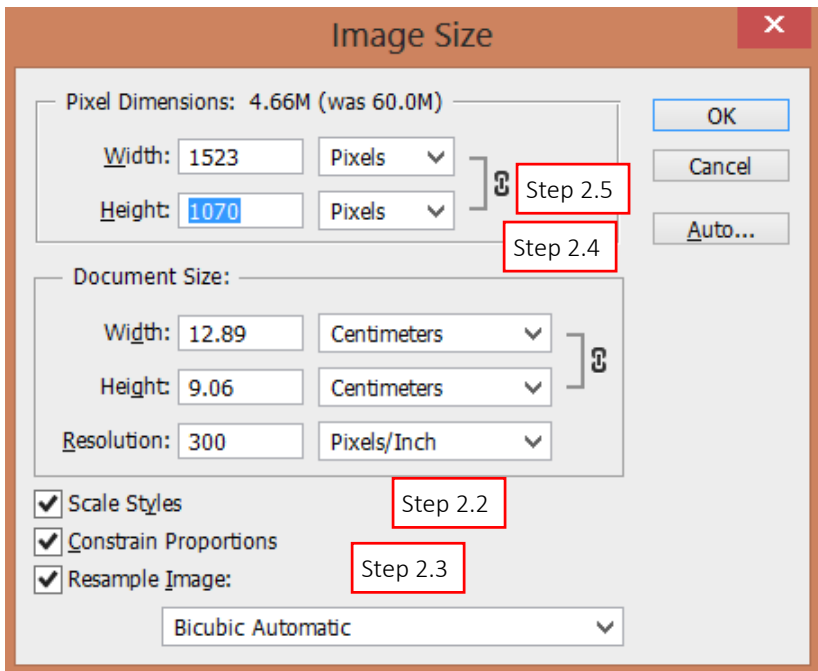 Image Size
Pixel Dimensions: 4.66M (was 60.0M)
OK
Width: 1523 Pixels
Cancel
Step 2.5
Height: 1070 Pixels
Auto...
Step 2.4
Document Size:
Width: 12.89 Centimeters
Height: 9.06 Centimeters
Resolution: 300 Pixels/Inch
Scale Styles
Step 2.2
Constrain Proportions
Step 2.3
Resample Image:
Bicubic Automatic